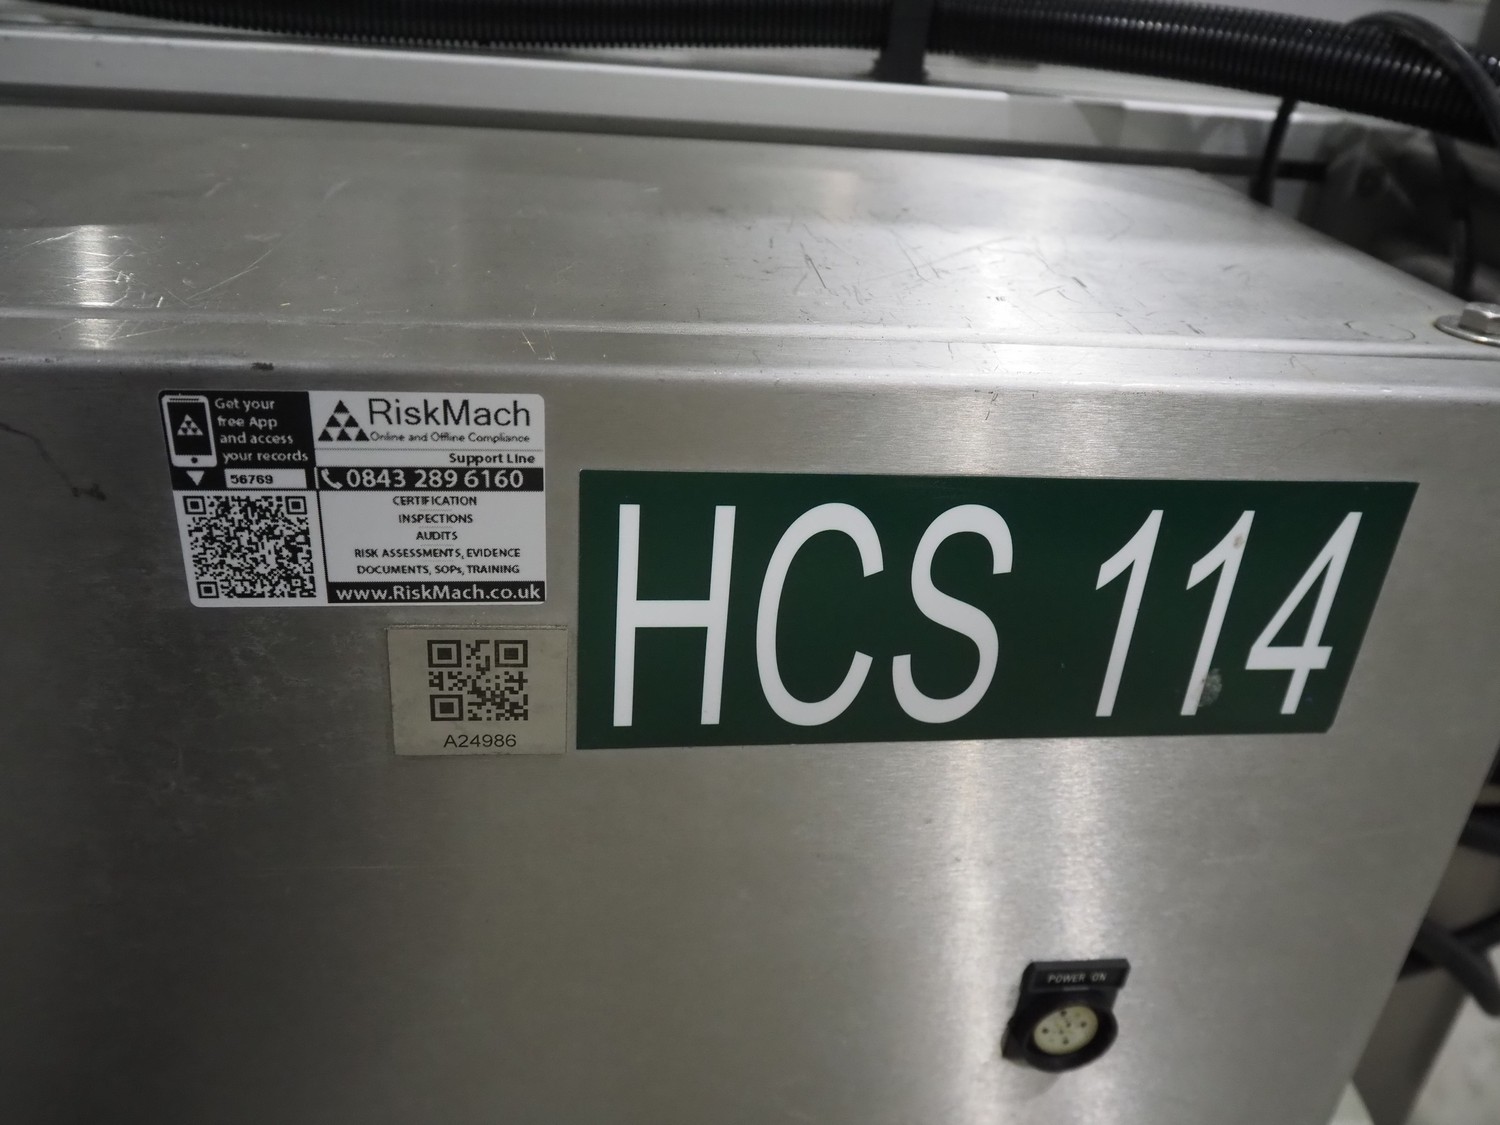 Get your
free App
and access
your records
56769
RiskMach
Online and Offline Compliance
Support Line
0843 289 6160
CERTIFICATION
INSPECTIONS
AUDITS
RISK ASSESSMENTS, EVIDENCE
DOCUMENTS, SOPs, TRAINING
www.RiskMach.co.uk
HCS 114
A24986
POWER ON